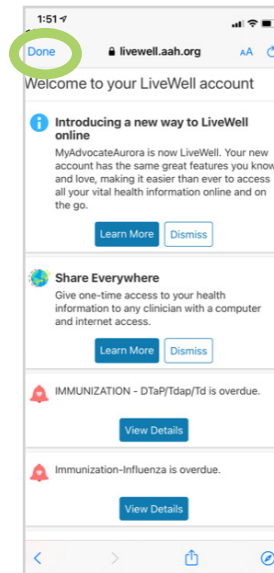 1:51
Done
livewell.aah.org
AA
Welcome to your LiveWell account
Introducing a new way to LiveWell
online
MyAdvocateAurora is now LiveWell. Your new
account has the same great features you know
and love, making it easier than ever to access
all your vital health information online and on
the go.
Learn More
Dismiss
Share Everywhere
Give one-time access to your health
information to any clinician with a computer
and internet access.
Learn More
Dismiss
IMMUNIZATION - DTaP/Tdap/Td is overdue.
View Details
Immunization-Influenza is overdue.
View Details